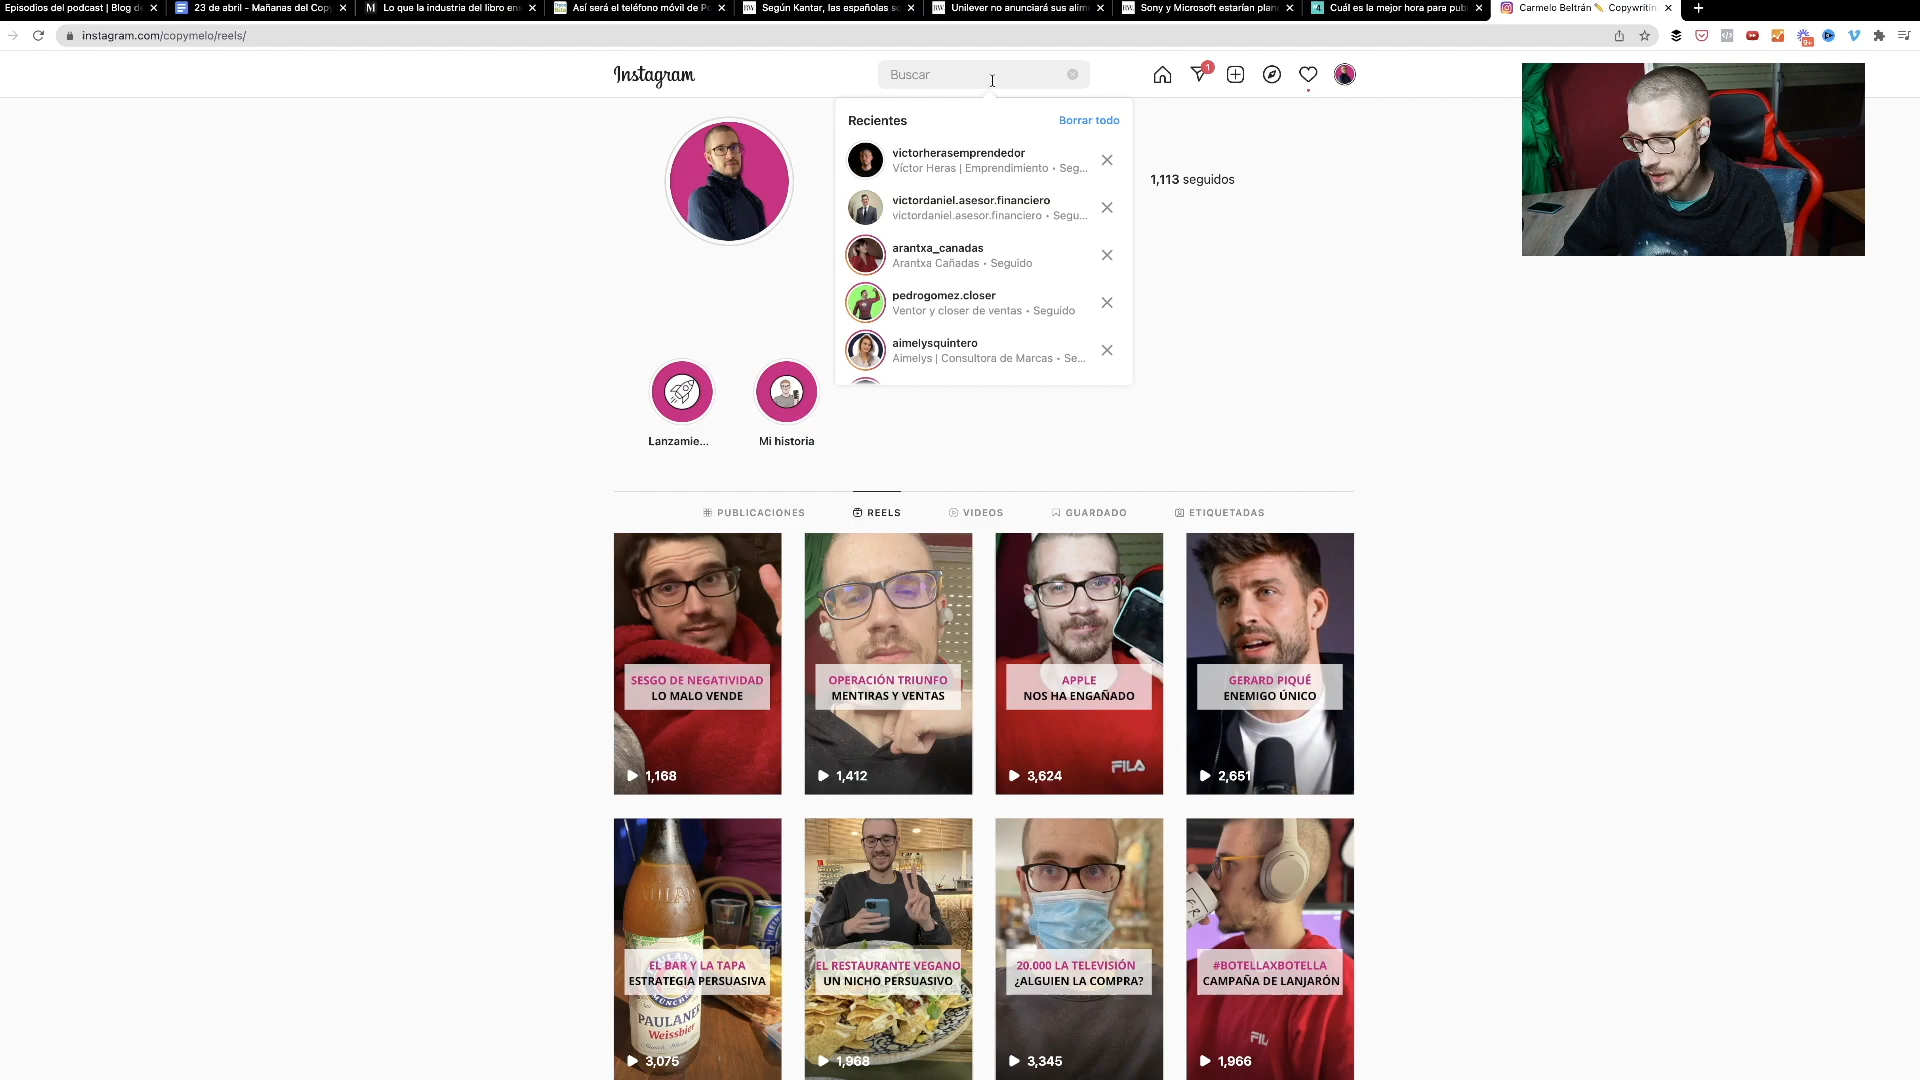 Episodios del podcast | Blog de
23 de abril - Mañanas del Cop
Lo que la industria del libro ens
Así será el teléfono móvil de Po
Según Kantar, las españolas so
Unilever no anunciará sus alim
Sony y Microsoft estarían plan
Cuál es la mejor hora para publ
Carmelo Beltrán ✏️ Copywritin
instagram.com/copymelo/reels/
9+
Instagram
Buscar
1
Recientes
Borrar todo
victorherasemprendedor
Víctor Heras | Emprendimiento • Seg...
victordaniel.asesor.financiero
victordaniel.asesor.financiero • Segu...
arantxa_canadas
Arantxa Cañadas • Seguido
pedrogomez.closer
Ventor y closer de ventas • Seguido
aimelysquintero
Aimelys | Consultora de Marcas • Se...
1,113 seguidos
Lanzamie...
Mi historia
PUBLICACIONES
REELS
VIDEOS
GUARDADO
ETIQUETADAS
SESGO DE NEGATIVIDAD
LO MALO VENDE
1,168
OPERACIÓN TRIUNFO
MENTIRAS Y VENTAS
1,412
APPLE
NOS HA ENGAÑADO
FILA
3,624
GERARD PIQUÉ
ENEMIGO ÚNICO
2,651
EL BAR Y LA TAPA
ESTRATEGIA PERSUASIVA
PAULANER
Weissbier
3,075
EL RESTAURANTE VEGANO
UN NICHO PERSUASIVO
1,968
20.000 LA TELEVISIÓN
¿ALGUIEN LA COMPRA?
3,345
#BOTELLAXBOTELLA
CAMPAÑA DE LANJARÓN
1,966